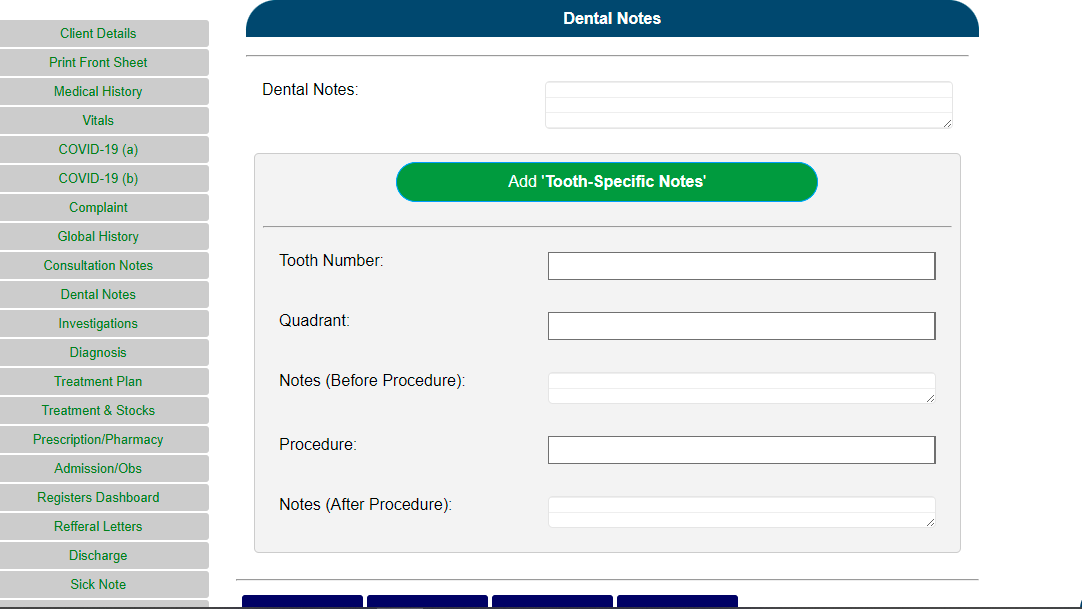 Client Details
Print Front Sheet
Medical History
Vitals
COVID-19 (a)
COVID-19 (b)
Complaint
Global History
Consultation Notes
Dental Notes
Investigations
Diagnosis
Treatment Plan
Treatment & Stocks
Prescription/Pharmacy
Admission/Obs
Registers Dashboard
Refferal Letters
Discharge
Sick Note
Dental Notes
Dental Notes:
Add 'Tooth-Specific Notes'
Tooth Number:
Quadrant:
Notes (Before Procedure):
Procedure:
Notes (After Procedure):